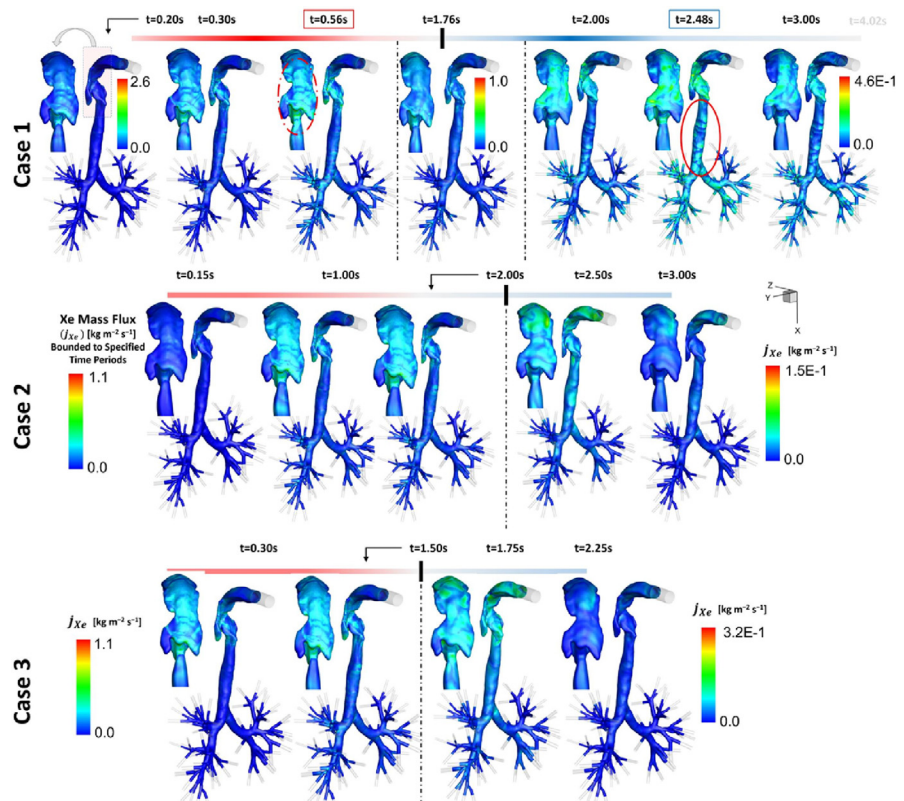 t=0.20s t=0.30s t=0.56s t=1.76s t=2.00s t=2.48s t=3.00s t=4.02s
Case 1
2.6
0.0
1.0
0.0
4.6E-1
0.0
t=0.15s t=1.00s t=2.00s t=2.50s t=3.00s
Z
Y
X
Case 2
Xe Mass Flux
(jXe) [kg m⁻² s⁻¹]
Bounded to Specified
Time Periods
1.1
0.0
jXe [kg m⁻² s⁻¹]
1.5E-1
0.0
t=0.30s t=1.50s t=1.75s t=2.25s
Case 3
jXe [kg m⁻² s⁻¹]
1.1
0.0
jXe [kg m⁻² s⁻¹]
3.2E-1
0.0